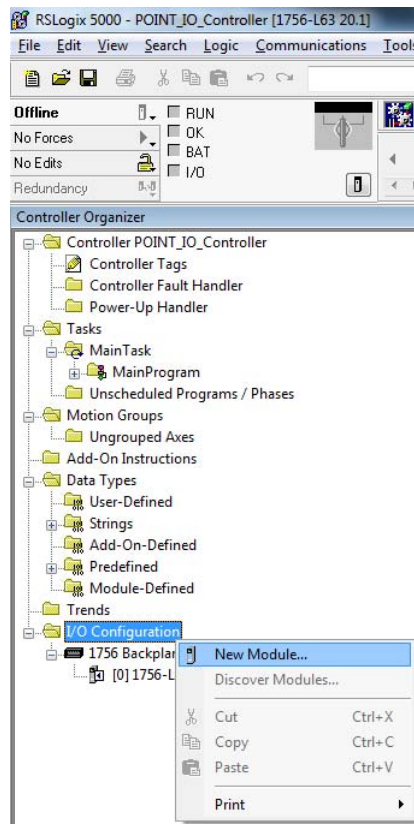 RSLogix 5000 - POINT_IO_Controller [1756-L63 20.1]
File Edit View Search Logic Communications Tools
Offline
RUN
No Forces
OK
BAT
No Edits
I/O
Redundancy
Controller Organizer
Controller POINT_IO_Controller
Controller Tags
Controller Fault Handler
Power-Up Handler
Tasks
MainTask
MainProgram
Unscheduled Programs / Phases
Motion Groups
Ungrouped Axes
Add-On Instructions
Data Types
User-Defined
Strings
Add-On-Defined
Predefined
Module-Defined
Trends
I/O Configuration
1756 Backplan
New Module...
[0] 1756-L
Discover Modules...
Cut Ctrl+X
Copy Ctrl+C
Paste Ctrl+V
Print